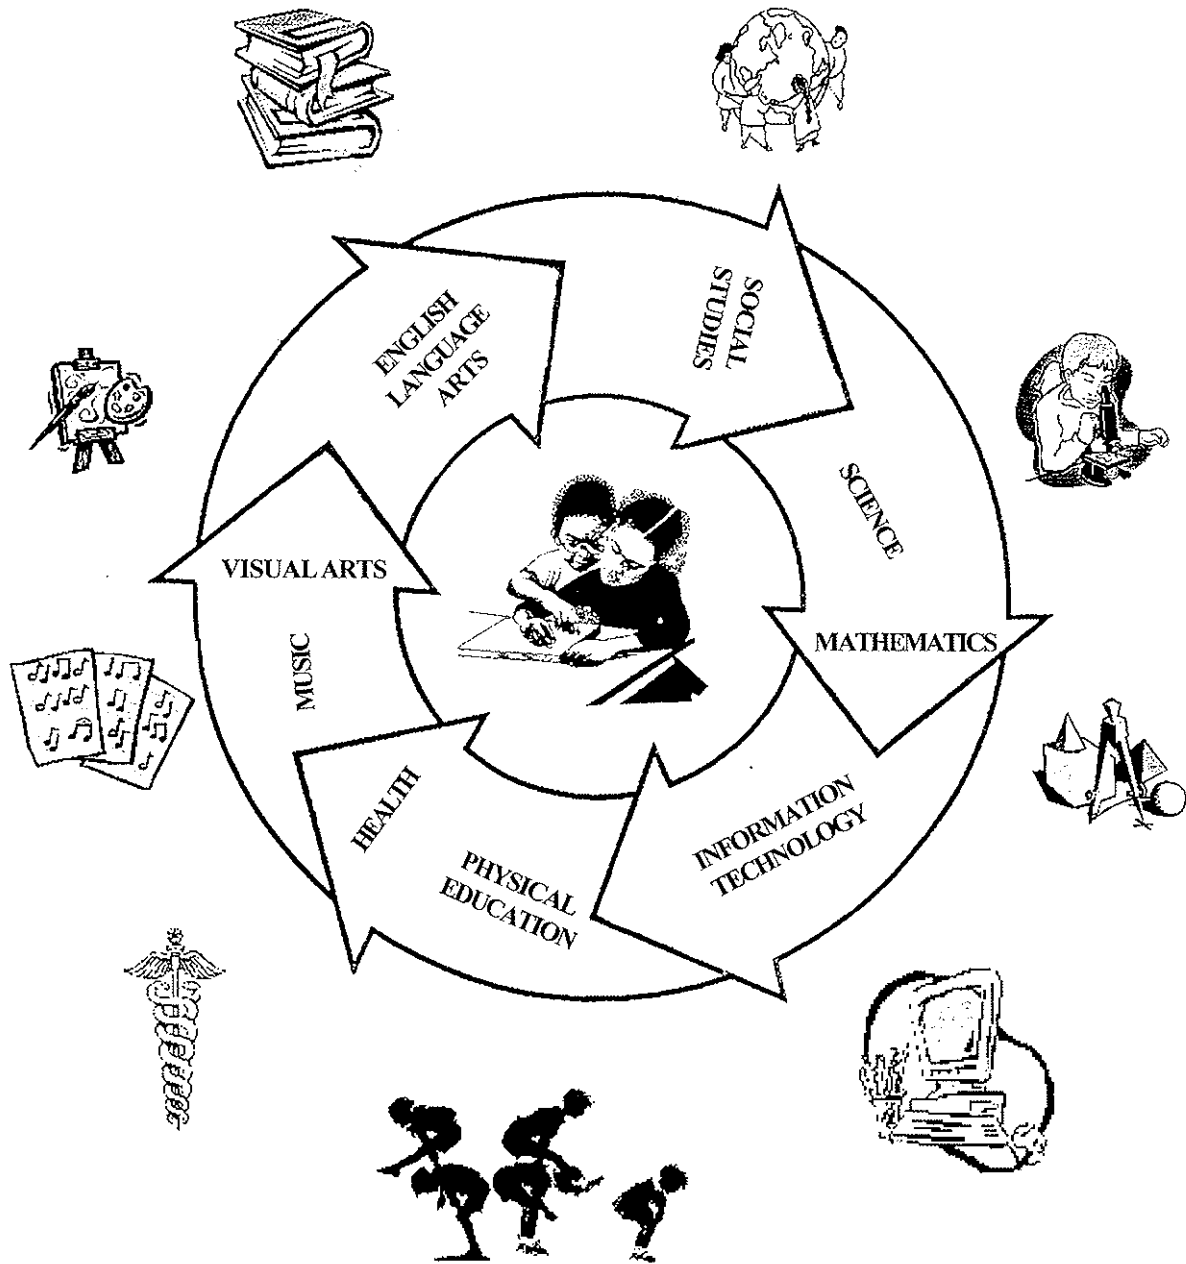 ENGLISH
LANGUAGE
ARTS
SOCIAL
STUDIES
SCIENCE
MATHEMATICS
INFORMATION
TECHNOLOGY
PHYSICAL
EDUCATION
HEALTH
MUSIC
VISUAL ARTS